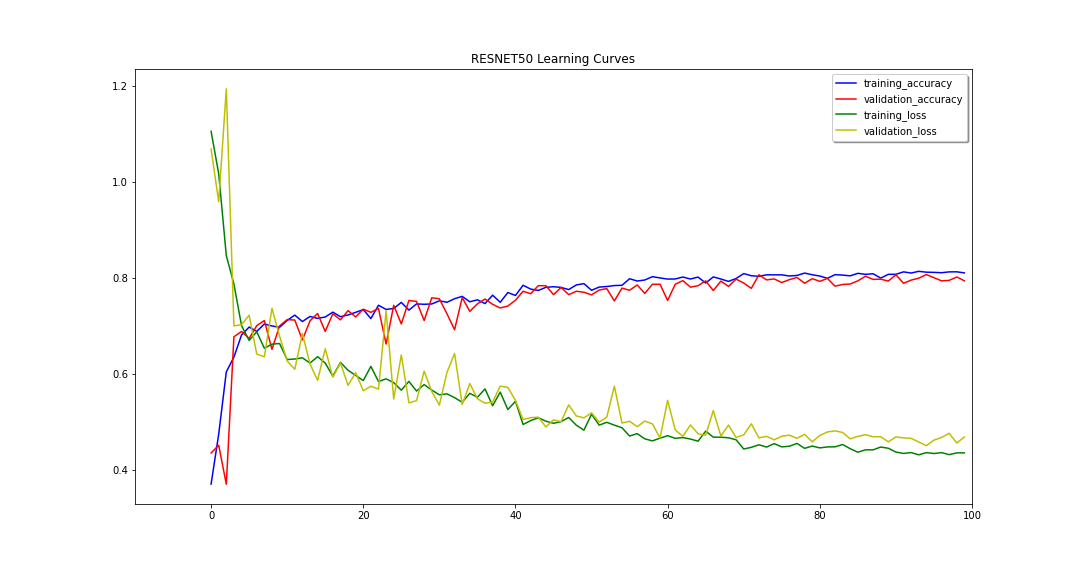 RESNET50 Learning Curves
training_accuracy
validation_accuracy
training_loss
validation_loss
1.2
1.0
0.8
0.6
0.4
0 20 40 60 80 100